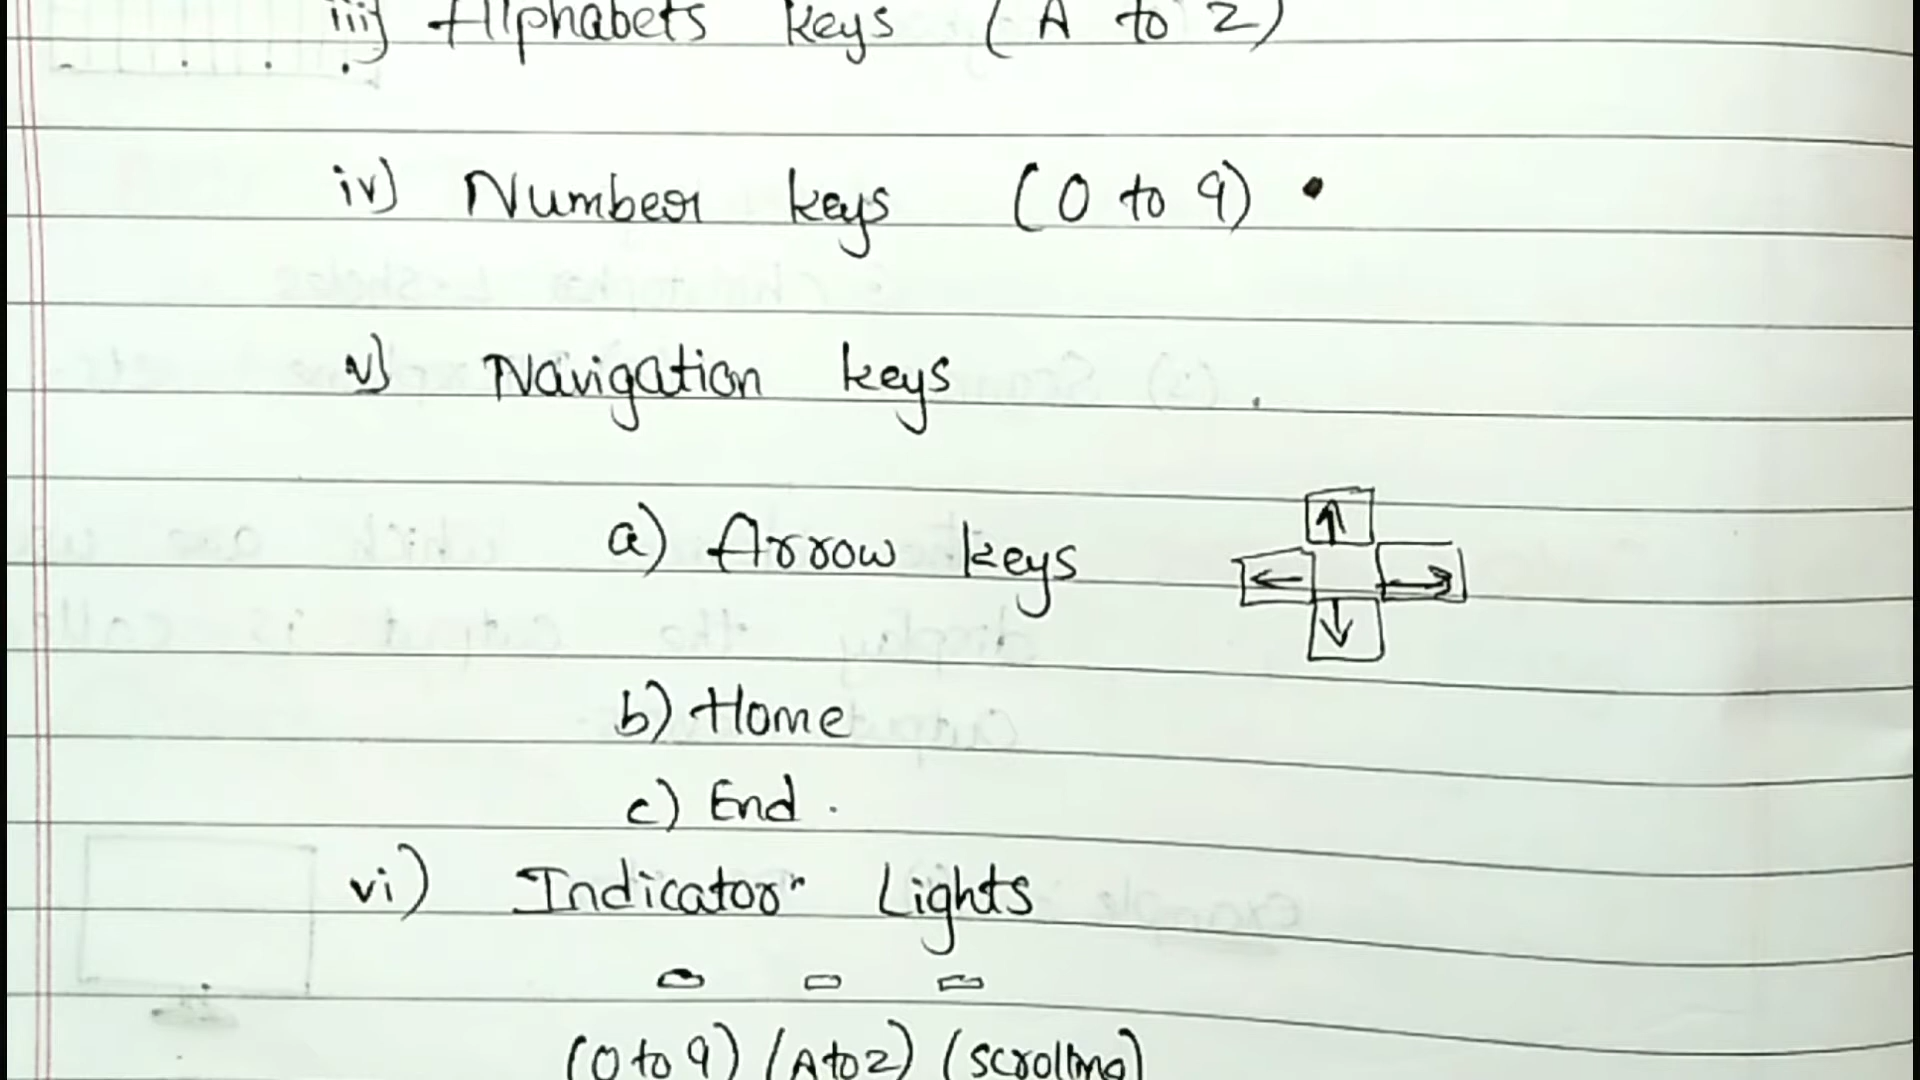 iii) Alphabets keys (A to Z)
iv) Number keys (0 to 9)
v) Navigation keys
a) Arrow keys
b) Home
c) End.
vi) Indicator Lights
(0 to 9) (A to Z) (scrolling)